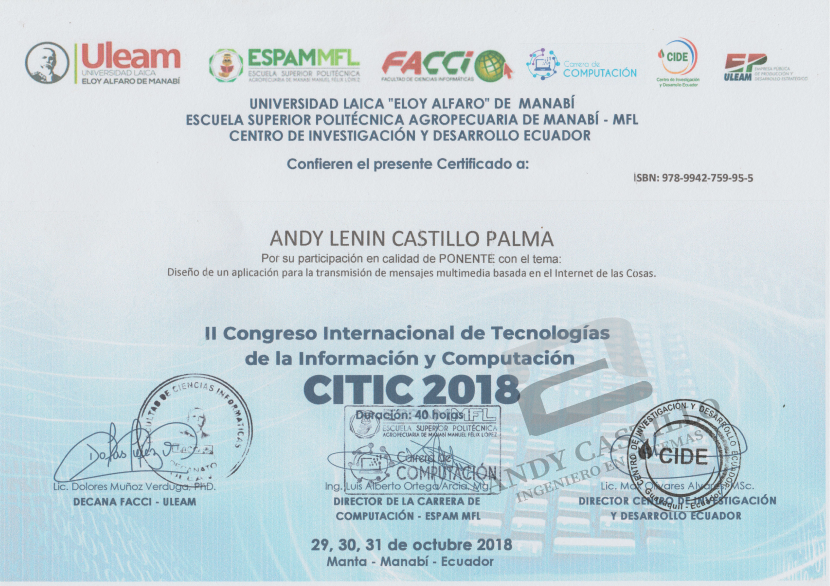 Uleam
UNIVERSIDAD LAICA
ELOY ALFARO DE MANABÍ
ESPAMMFL
ESCUELA SUPERIOR POLITÉCNICA
AGROPECUARIA DE MANABÍ MANUEL FÉLIX LÓPEZ
FACCI
FACULTAD DE CIENCIAS INFORMÁTICAS
Carrera de
COMPUTACIÓN
CIDE
Centro de Investigación
y Desarrollo Ecuador
EP
ULEAM
EMPRESA PÚBLICA
DE PRODUCCIÓN Y
DESARROLLO ESTRATÉGICO
UNIVERSIDAD LAICA "ELOY ALFARO" DE MANABÍ
ESCUELA SUPERIOR POLITÉCNICA AGROPECUARIA DE MANABÍ - MFL
CENTRO DE INVESTIGACIÓN Y DESARROLLO ECUADOR
Confieren el presente Certificado a:
ISBN: 978-9942-759-95-5
ANDY LENIN CASTILLO PALMA
Por su participación en calidad de PONENTE con el tema:
Diseño de un aplicación para la transmisión de mensajes multimedia basada en el Internet de las Cosas.
II Congreso Internacional de Tecnologías
de la Información y Computación
CITIC 2018
Duración: 40 horas
ESPAMMFL
ESCUELA SUPERIOR POLITÉCNICA
AGROPECUARIA DE MANABÍ MANUEL FÉLIX LÓPEZ
Carrera de
COMPUTACIÓN
FACULTAD DE CIENCIAS INFORMATICAS
DECANATO
CENTRO DE INVESTIGACIÓN Y DESARROLLO ECUADOR
CIDE
Guayaquil - Ecuador
ANDY CASTILLO
INGENIERO EN SISTEMAS
Lic. Dolores Muñoz Verduga, PhD.
DECANA FACCI - ULEAM
Ing. Luis Alberto Ortega Arcia, Mg.
DIRECTOR DE LA CARRERA DE
COMPUTACIÓN - ESPAM MFL
Lic. Olivares MSc.
DIRECTOR CENTRO DE INVESTIGACIÓN
Y DESARROLLO ECUADOR
29, 30, 31 de octubre 2018
Manta - Manabí - Ecuador